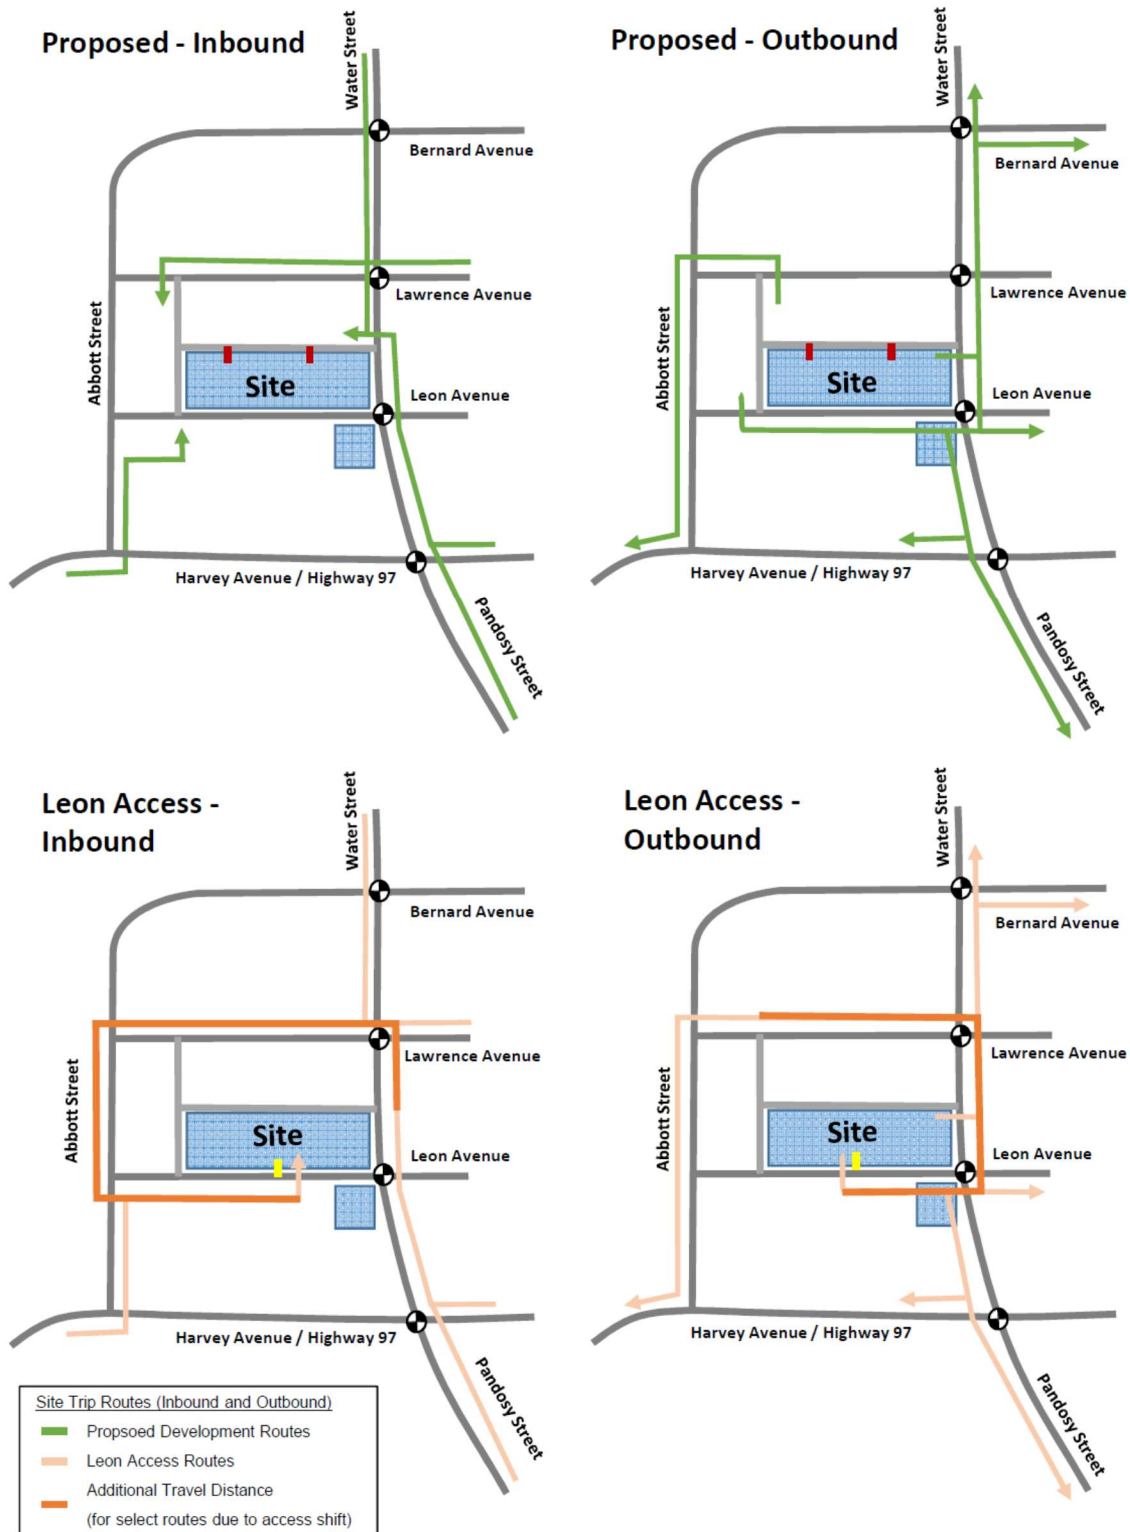 Proposed - Inbound
Water Street
Bernard Avenue
Lawrence Avenue
Abbott Street
Site
Leon Avenue
Harvey Avenue / Highway 97
Pandosy Street
Proposed - Outbound
Water Street
Bernard Avenue
Lawrence Avenue
Abbott Street
Site
Leon Avenue
Harvey Avenue / Highway 97
Pandosy Street
Leon Access -
Inbound
Water Street
Bernard Avenue
Lawrence Avenue
Abbott Street
Site
Leon Avenue
Harvey Avenue / Highway 97
Pandosy Street
Leon Access -
Outbound
Water Street
Bernard Avenue
Lawrence Avenue
Abbott Street
Site
Leon Avenue
Harvey Avenue / Highway 97
Pandosy Street
Site Trip Routes (Inbound and Outbound)
Propsoed Development Routes
Leon Access Routes
Additional Travel Distance
(for select routes due to access shift)